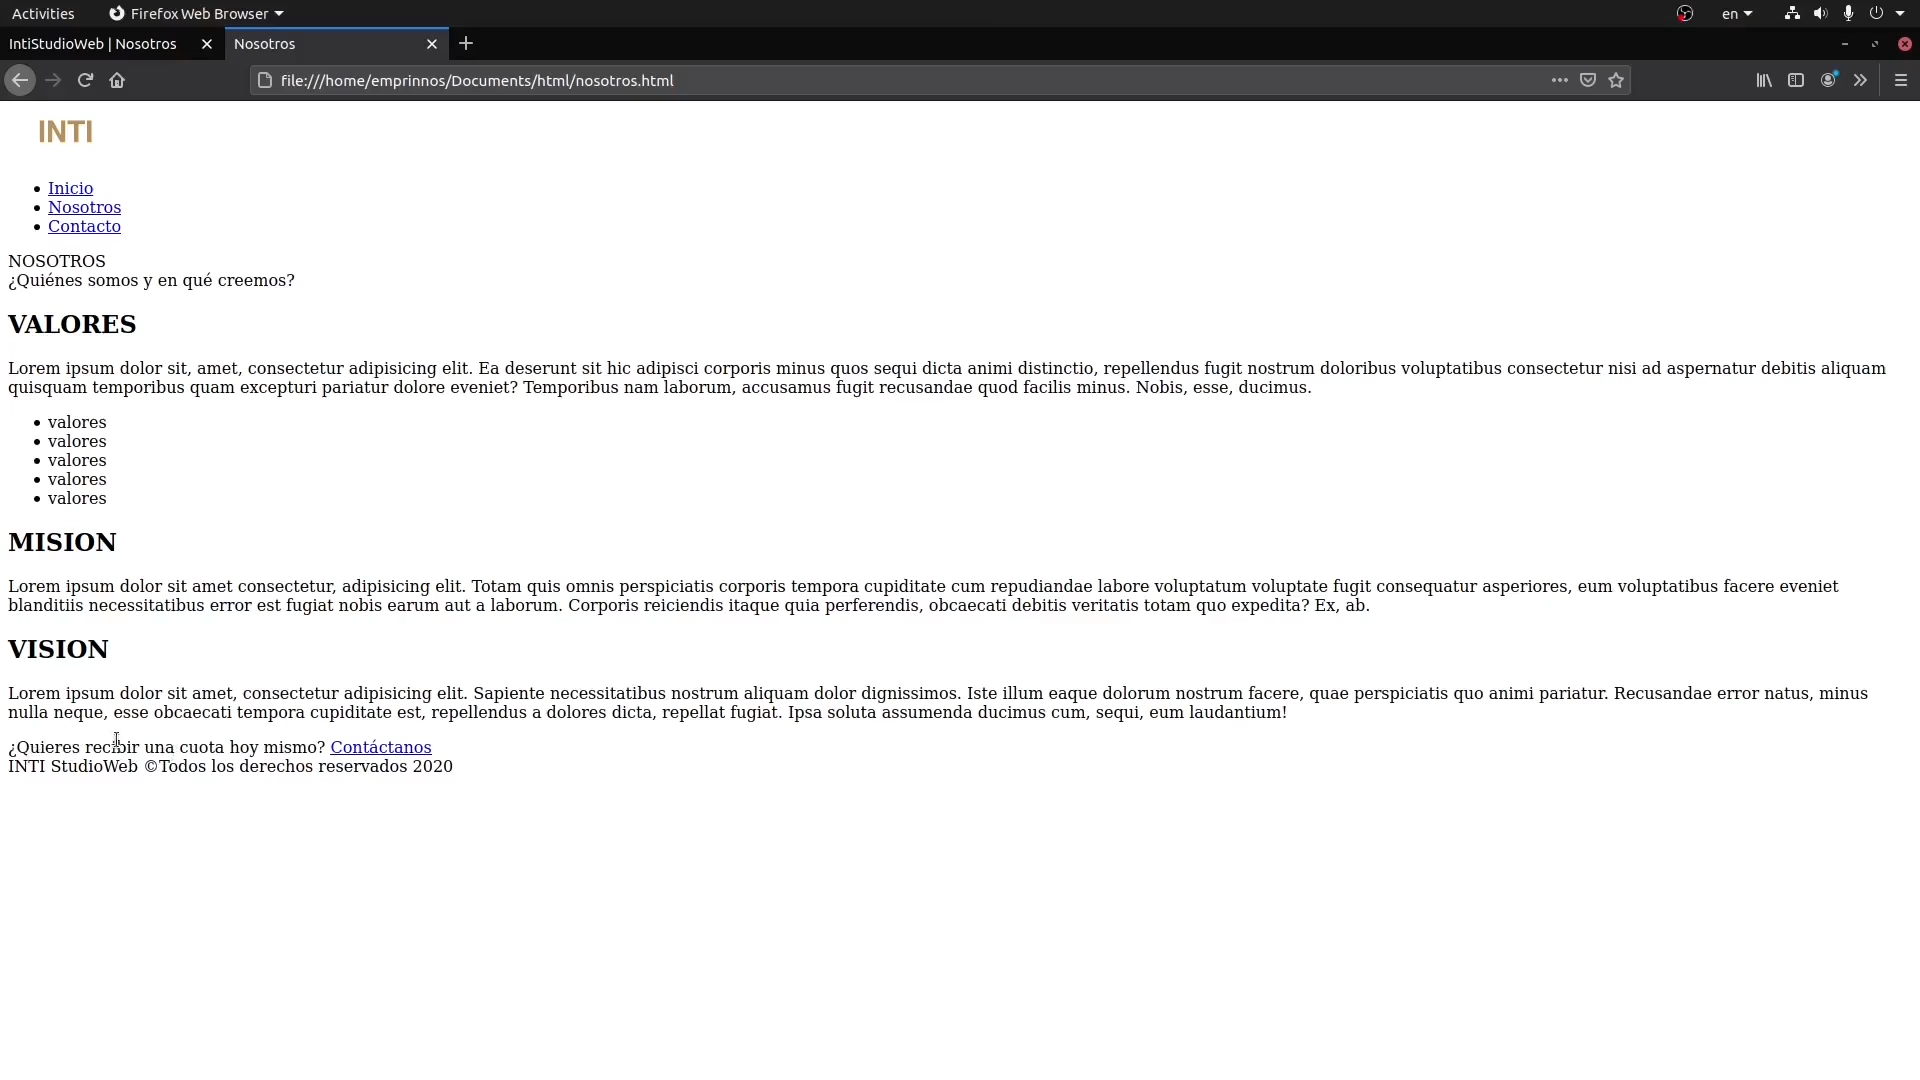 Activities Firefox Web Browser en
IntiStudioWeb | Nosotros Nosotros
file:///home/emprinnos/Documents/html/nosotros.html
INTI
Inicio
Nosotros
Contacto
NOSOTROS
¿Quiénes somos y en qué creemos?
VALORES
Lorem ipsum dolor sit, amet, consectetur adipisicing elit. Ea deserunt sit hic adipisci corporis minus quos sequi dicta animi distinctio, repellendus fugit nostrum doloribus voluptatibus consectetur nisi ad aspernatur debitis aliquam
quisquam temporibus quam excepturi pariatur dolore eveniet? Temporibus nam laborum, accusamus fugit recusandae quod facilis minus. Nobis, esse, ducimus.
valores
valores
valores
valores
valores
MISION
Lorem ipsum dolor sit amet consectetur, adipisicing elit. Totam quis omnis perspiciatis corporis tempora cupiditate cum repudiandae labore voluptatum voluptate fugit consequatur asperiores, eum voluptatibus facere eveniet
blanditiis necessitatibus error est fugiat nobis earum aut a laborum. Corporis reiciendis itaque quia perferendis, obcaecati debitis veritatis totam quo expedita? Ex, ab.
VISION
Lorem ipsum dolor sit amet, consectetur adipisicing elit. Sapiente necessitatibus nostrum aliquam dolor dignissimos. Iste illum eaque dolorum nostrum facere, quae perspiciatis quo animi pariatur. Recusandae error natus, minus
nulla neque, esse obcaecati tempora cupiditate est, repellendus a dolores dicta, repellat fugiat. Ipsa soluta assumenda ducimus cum, sequi, eum laudantium!
¿Quieres recibir una cuota hoy mismo? Contáctanos
INTI StudioWeb ©Todos los derechos reservados 2020